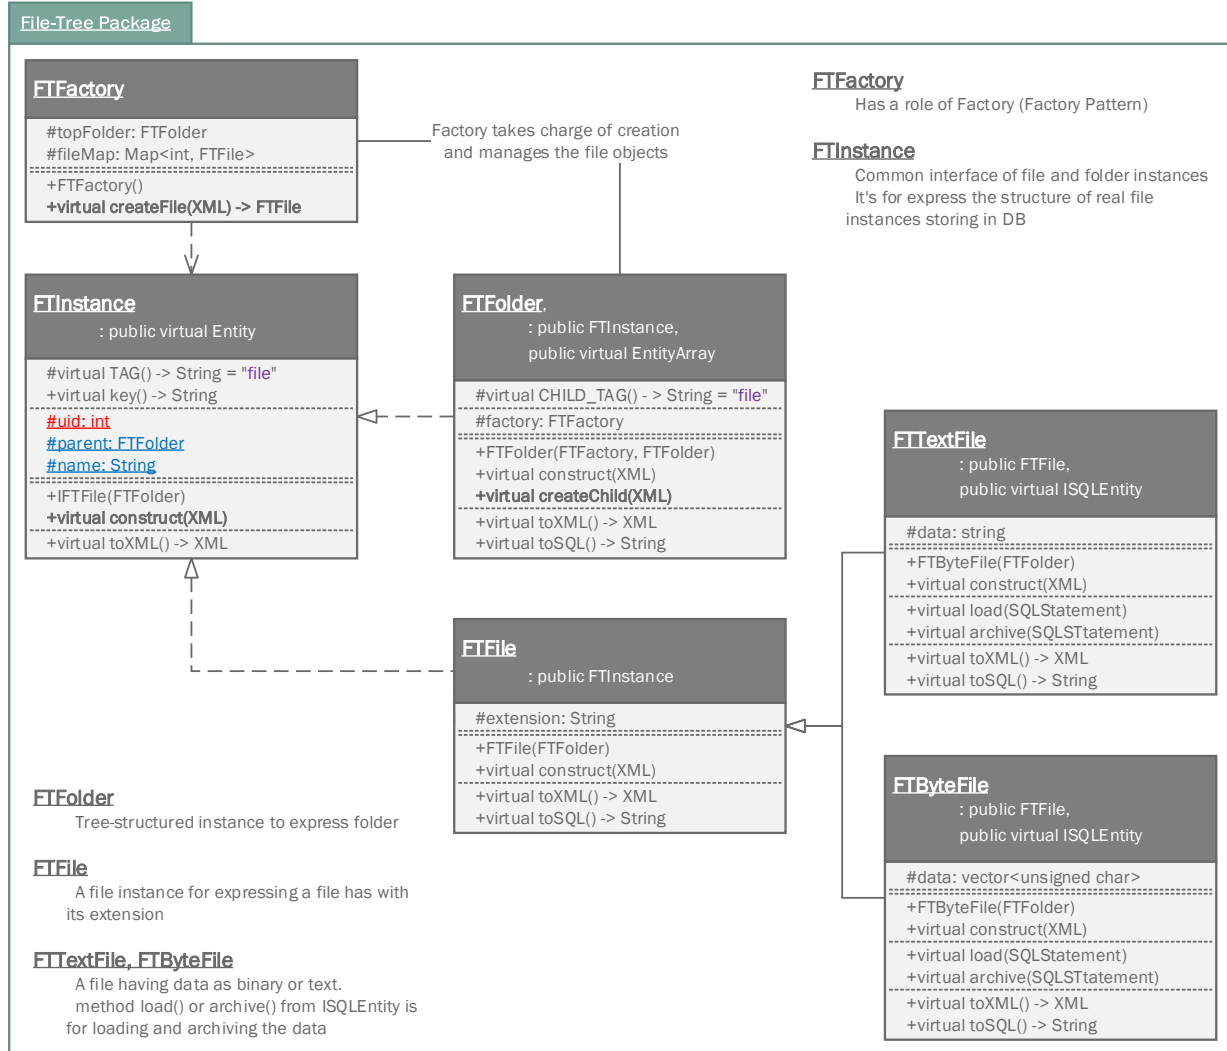 File-Tree Package
FTFactory
#topFolder: FTFolder
#fileMap: Map<int, FTFile>
+FTFactory()
+virtual createFile(XML) -> FTFile
Factory takes charge of creation
and manages the file objects
FTFactory
Has a role of Factory (Factory Pattern)
FTInstance
Common interface of file and folder instances
It's for express the structure of real file
instances storing in DB
FTInstance
: public virtual Entity
#virtual TAG() -> String = "file"
+virtual key() -> String
#uid: int
#parent: FTFolder
#name: String
+IFTFile(FTFolder)
+virtual construct(XML)
+virtual toXML() -> XML
FTFolder,
: public FTInstance,
public virtual EntityArray
#virtual CHILD_TAG() - > String = "file"
#factory: FTFactory
+FTFolder(FTFactory, FTFolder)
+virtual construct(XML)
+virtual createChild(XML)
+virtual toXML() -> XML
+virtual toSQL() -> String
FTFile
: public FTInstance
#extension: String
+FTFile(FTFolder)
+virtual construct(XML)
+virtual toXML() -> XML
+virtual toSQL() -> String
FTTextFile
: public FTFile,
public virtual ISQLEntity
#data: string
+FTByteFile(FTFolder)
+virtual construct(XML)
+virtual load(SQLStatement)
+virtual archive(SQLSTtatement)
+virtual toXML() -> XML
+virtual toSQL() -> String
FTByteFile
: public FTFile,
public virtual ISQLEntity
#data: vector<unsigned char>
+FTByteFile(FTFolder)
+virtual construct(XML)
+virtual load(SQLStatement)
+virtual archive(SQLSTtatement)
+virtual toXML() -> XML
+virtual toSQL() -> String
FTFolder
Tree-structured instance to express folder
FTFile
A file instance for expressing a file has with
its extension
FTTextFile, FTByteFile
A file having data as binary or text.
method load() or archive() from ISQLEntity is
for loading and archiving the data